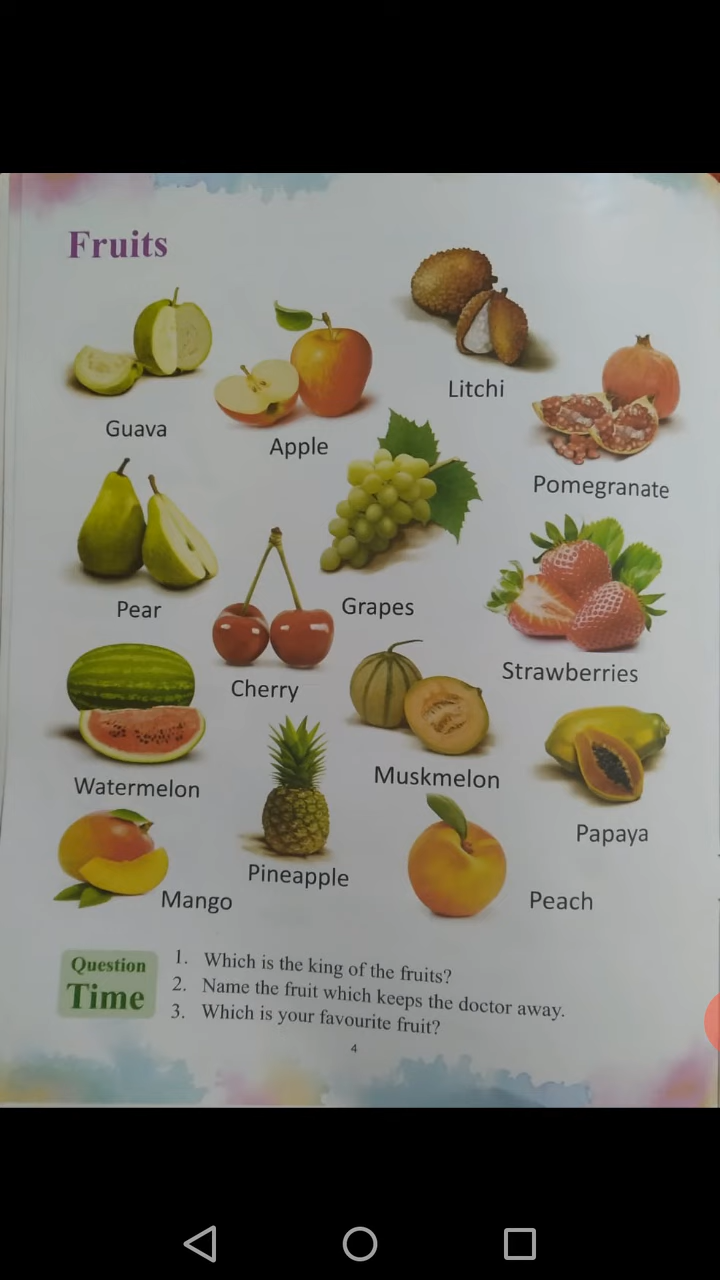 Fruits
Litchi
Guava
Apple
Pomegranate
Pear
Grapes
Strawberries
Cherry
Watermelon
Muskmelon
Papaya
Pineapple
Mango
Peach
Question
Time
1. Which is the king of the fruits?
2. Name the fruit which keeps the doctor away.
3. Which is your favourite fruit?
4